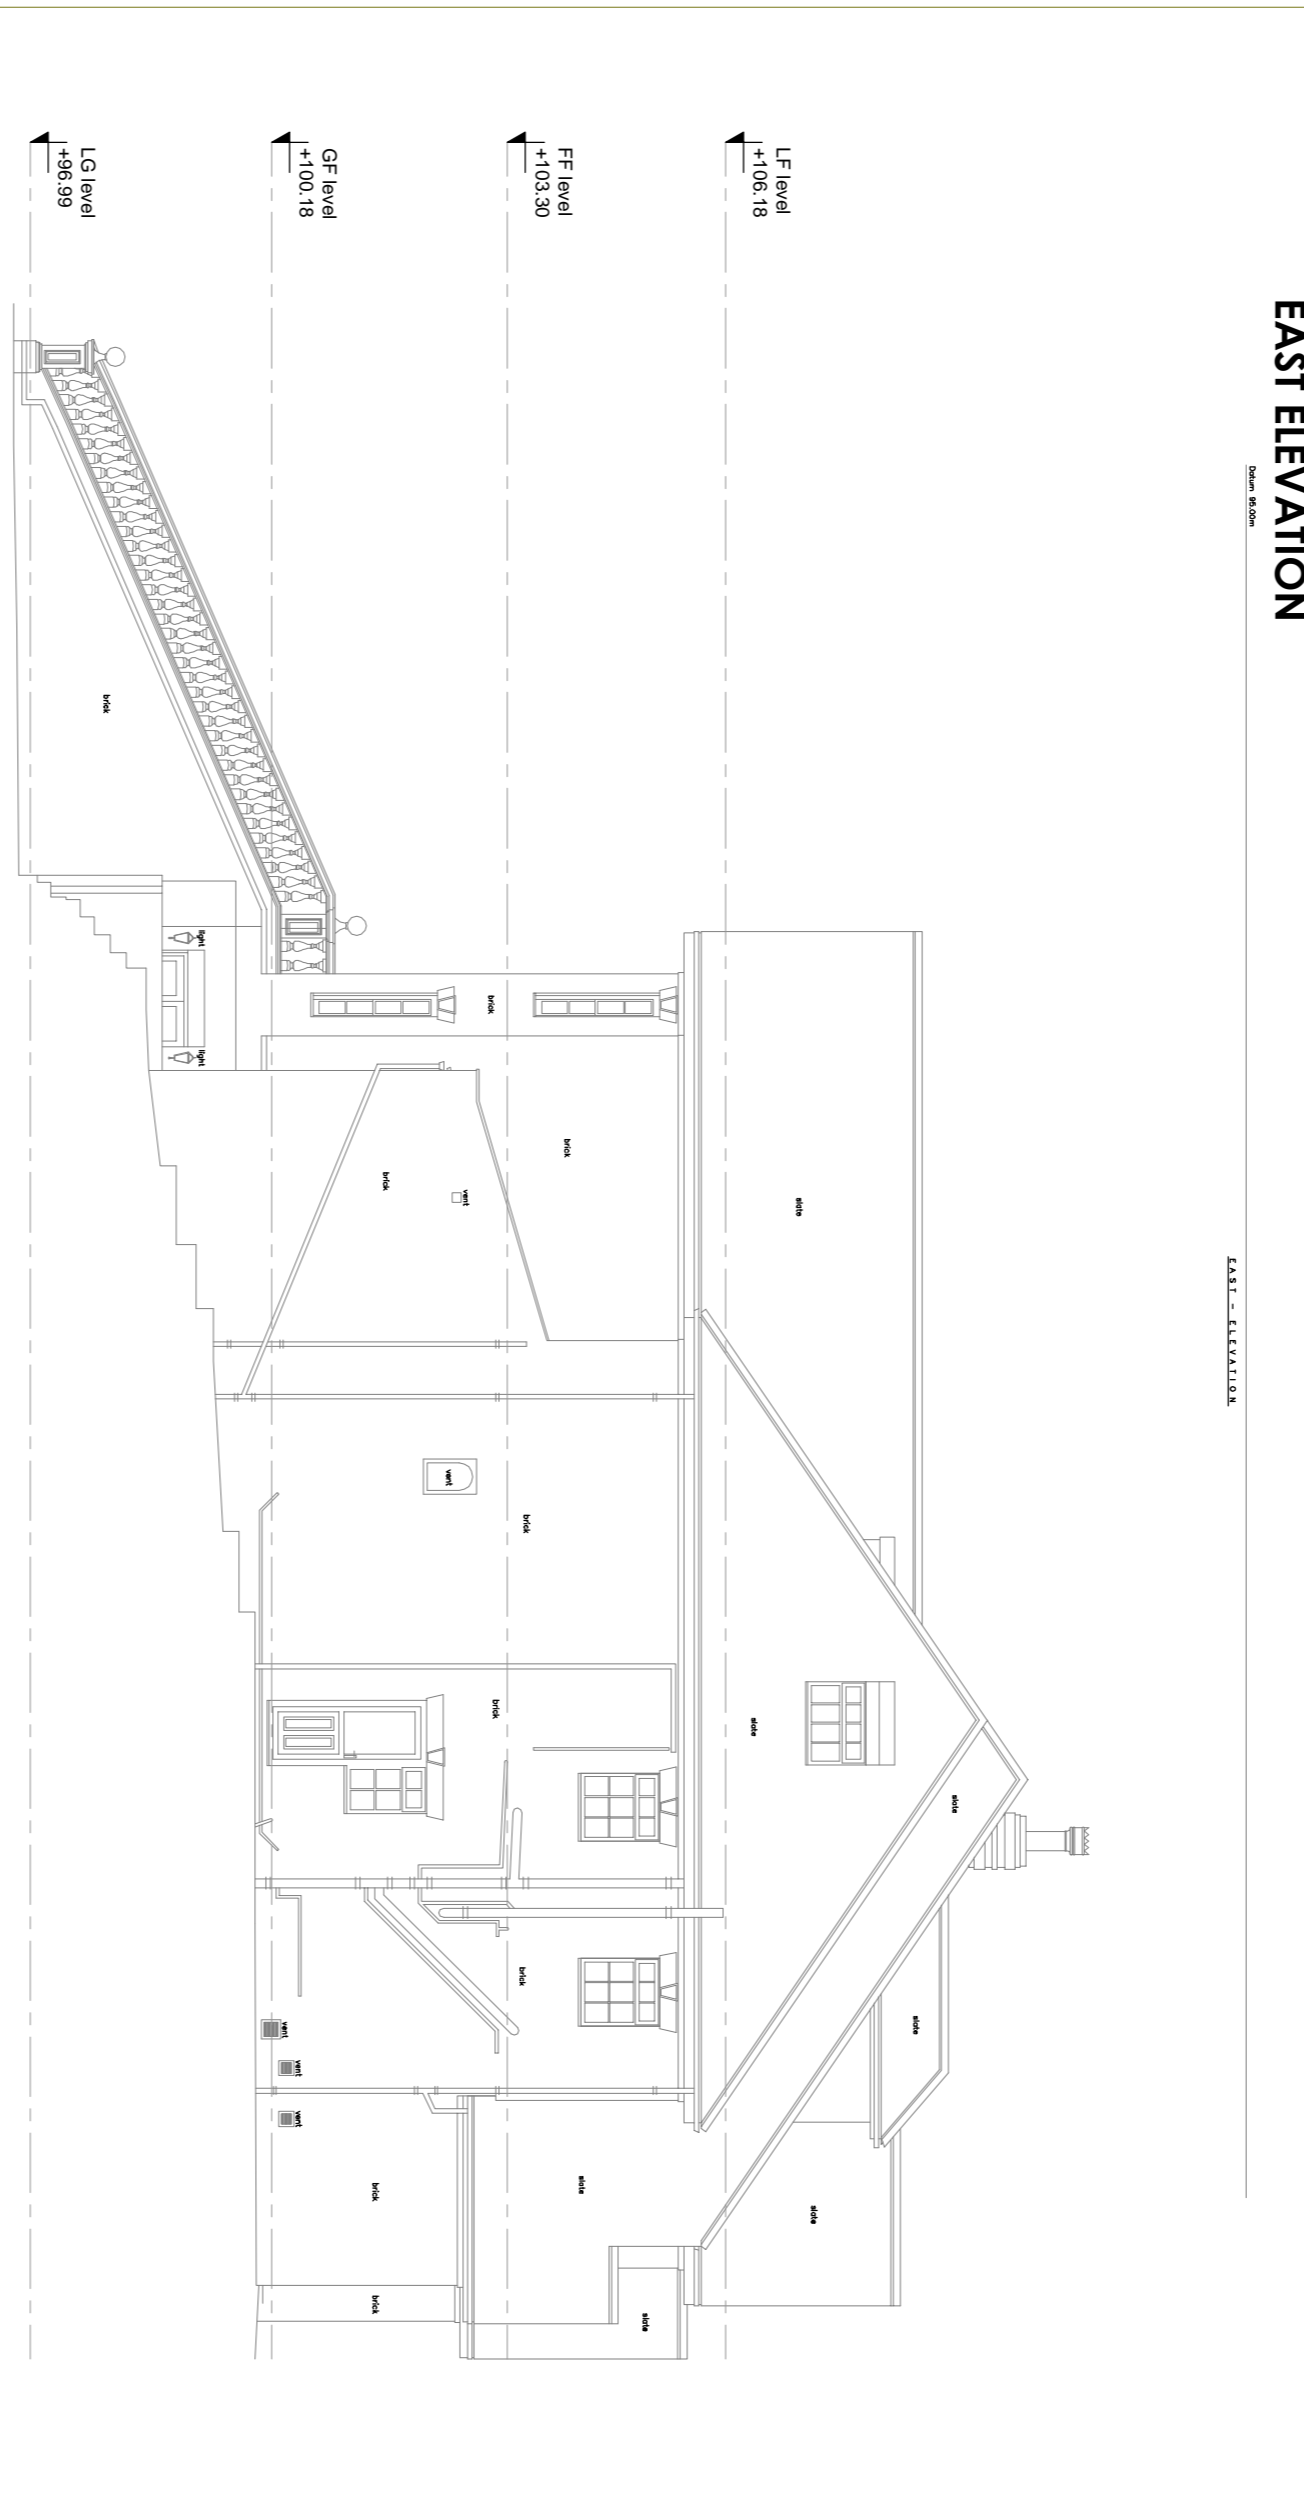 EAST ELEVATION
Datum 95.00m
EAST - ELEVATION
slate
slate
slate
slate
LF level
+106.18
slate
slate
slate
FF level
+103.30
brick
brick
brick
brick
brick
vent
vent
brick
brick
brick
GF level
+100.18
vent
vent
vent
light
light
brick
LG level
+96.99